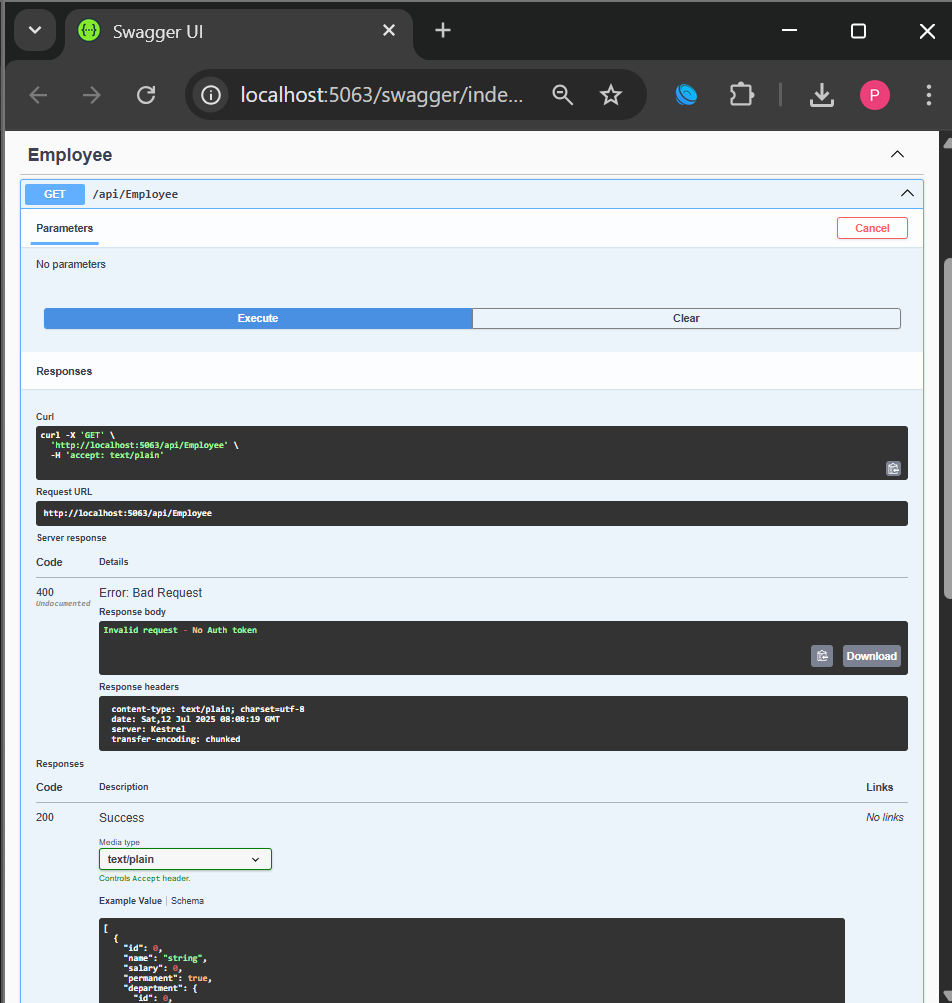 Swagger UI
localhost:5063/swagger/inde...
P
Employee
GET /api/Employee
Parameters
Cancel
No parameters
Execute
Clear
Responses
Curl
curl -X 'GET' \
'http://localhost:5063/api/Employee' \
-H 'accept: text/plain'
Request URL
http://localhost:5063/api/Employee
Server response
Code Details
400 Error: Bad Request
Undocumented
Response body
Invalid request - No Auth token
Download
Response headers
content-type: text/plain; charset=utf-8
date: Sat,12 Jul 2025 08:08:19 GMT
server: Kestrel
transfer-encoding: chunked
Responses
Code Description Links
200 Success No links
Media type
text/plain
Controls Accept header.
Example Value Schema
[
{
"id": 0,
"name": "string",
"salary": 0,
"permanent": true,
"department": {
"id": 0,